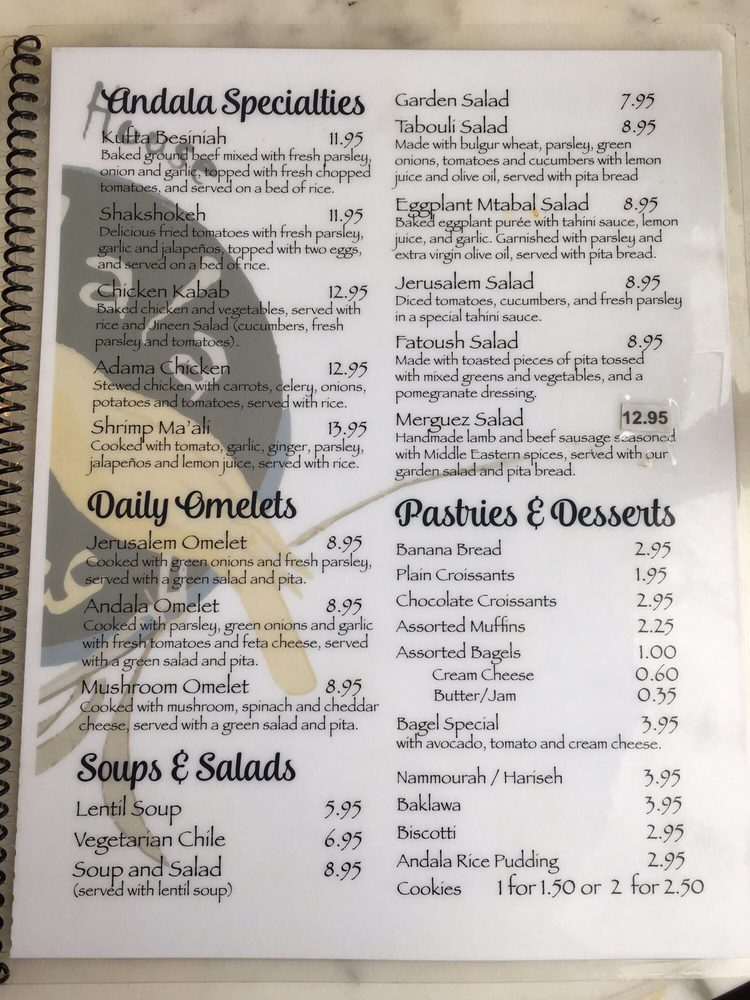 Andala Specialties
Kufta Besiniah 11.95
Baked ground beef mixed with fresh parsley,
onion and garlic, topped with fresh chopped
tomatoes, and served on a bed of rice.
Shakshokeh 11.95
Delicious fried tomatoes with fresh parsley,
garlic and jalapeños, topped with two eggs,
and served on a bed of rice.
Chicken Kabab 12.95
Baked chicken and vegetables, served with
rice and Jineen Salad (cucumbers, fresh
parsley and tomatoes).
Adama Chicken 12.95
Stewed chicken with carrots, celery, onions,
potatoes and tomatoes, served with rice.
Shrimp Ma'ali 13.95
Cooked with tomato, garlic, ginger, parsley,
jalapeños and lemon juice, served with rice.
Daily Omelets
Jerusalem Omelet 8.95
Cooked with green onions and fresh parsley,
served with a green salad and pita.
Andala Omelet 8.95
Cooked with parsley, green onions and garlic
with fresh tomatoes and feta cheese, served
with a green salad and pita.
Mushroom Omelet 8.95
Cooked with mushroom, spinach and cheddar
cheese, served with a green salad and pita.
Soups & Salads
Lentil Soup 5.95
Vegetarian Chile 6.95
Soup and Salad 8.95
(served with lentil soup)
Garden Salad 7.95
Tabouli Salad 8.95
Made with bulgur wheat, parsley, green
onions, tomatoes and cucumbers with lemon
juice and olive oil, served with pita bread
Eggplant Mtabal Salad 8.95
Baked eggplant purée with tahini sauce, lemon
juice, and garlic. Garnished with parsley and
extra virgin olive oil, served with pita bread.
Jerusalem Salad 8.95
Diced tomatoes, cucumbers, and fresh parsley
in a special tahini sauce.
Fatoush Salad 8.95
Made with toasted pieces of pita tossed
with mixed greens and vegetables, and a
pomegranate dressing.
Merguez Salad 12.95
Handmade lamb and beef sausage seasoned
with Middle Eastern spices, served with our
garden salad and pita bread.
Pastries & Desserts
Banana Bread 2.95
Plain Croissants 1.95
Chocolate Croissants 2.95
Assorted Muffins 2.25
Assorted Bagels 1.00
Cream Cheese 0.60
Butter/Jam 0.35
Bagel Special 3.95
with avocado, tomato and cream cheese.
Nammourah / Hariseh 3.95
Baklawa 3.95
Biscotti 2.95
Andala Rice Pudding 2.95
Cookies 1 for 1.50 or 2 for 2.50